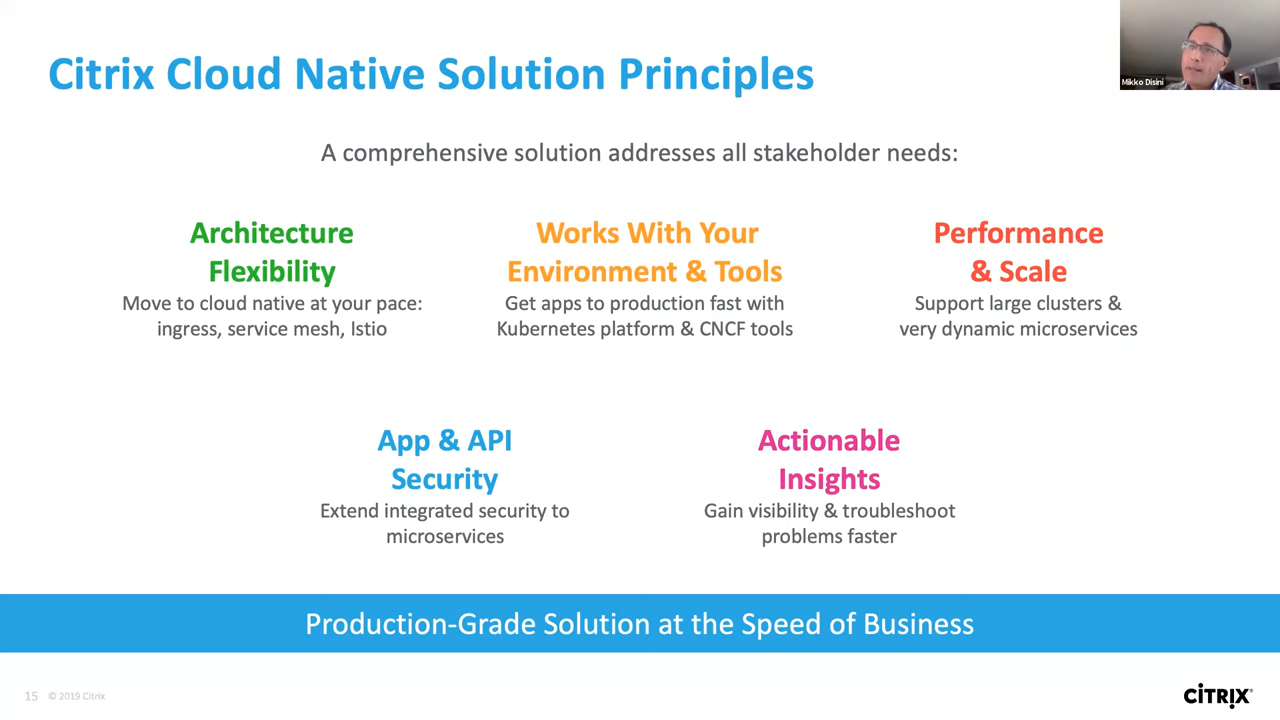 Citrix Cloud Native Solution Principles
Mikko Disini
A comprehensive solution addresses all stakeholder needs:
Architecture
Flexibility
Move to cloud native at your pace:
ingress, service mesh, Istio
Works With Your
Environment & Tools
Get apps to production fast with
Kubernetes platform & CNCF tools
Performance
& Scale
Support large clusters &
very dynamic microservices
App & API
Security
Extend integrated security to
microservices
Actionable
Insights
Gain visibility & troubleshoot
problems faster
Production-Grade Solution at the Speed of Business
15 © 2019 Citrix
CİTRIX